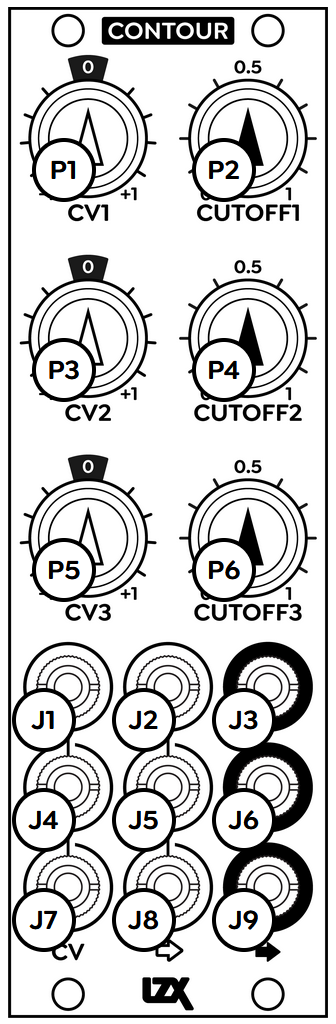 CONTOUR
0 0.5
P1 P2
+1 1
CV1 CUTOFF1
0 0.5
P3 P4
+1 1
CV2 CUTOFF2
0 0.5
P5 P6
+1 1
CV3 CUTOFF3
J1 J2 J3
J4 J5 J6
J7 J8 J9
CV
LZX